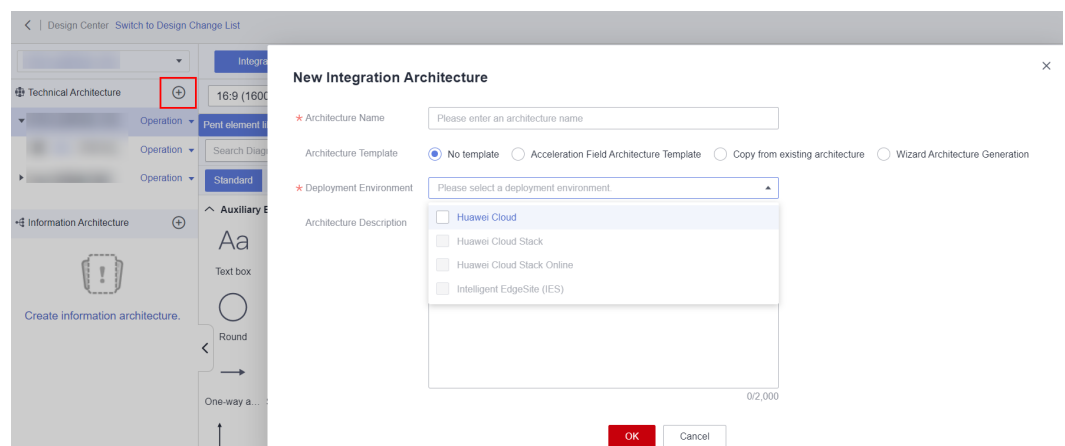 Design Center Switch to Design Change List
Integra
Technical Architecture
16:9 (1600
Operation
Pent element li
Operation
Search Diagr
Operation
Standard
Information Architecture
Auxiliary E
Aa
Text box
Create information architecture.
Round
One-way a...
New Integration Architecture
* Architecture Name
Please enter an architecture name
Architecture Template
No template
Acceleration Field Architecture Template
Copy from existing architecture
Wizard Architecture Generation
* Deployment Environment
Please select a deployment environment.
Huawei Cloud
Huawei Cloud Stack
Huawei Cloud Stack Online
Intelligent EdgeSite (IES)
Architecture Description
0/2,000
OK
Cancel